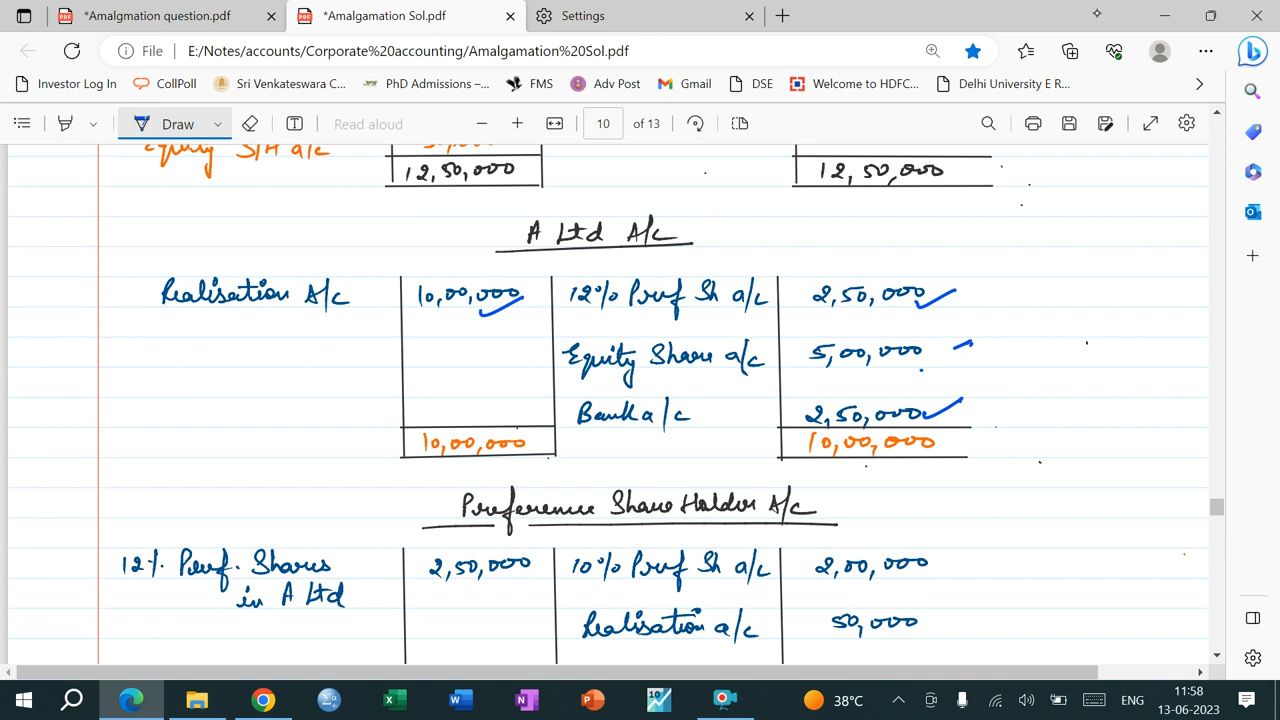 *Amalgmation question.pdf
*Amalgamation Sol.pdf
Settings
File E:/Notes/accounts/Corporate%20accounting/Amalgamation%20Sol.pdf
Investor Log In CollPoll Sri Venkateswara C... PhD Admissions –... FMS Adv Post Gmail DSE Welcome to HDFC... Delhi University E R...
Draw Read aloud 10 of 13
Equity S/H a/c
12,50,000 12,50,000
A Ltd A/c
Realisation A/c 10,00,000 12% Pref Sh a/c 2,50,000
Equity Share a/c 5,00,000
Bank a/c 2,50,000
10,00,000 10,00,000
Preference Share Holder A/c
12% Pref. Shares 2,50,000 10% Pref Sh a/c 2,00,000
in A Ltd
Realisation a/c 50,000
38°C ENG 11:58
13-06-2023